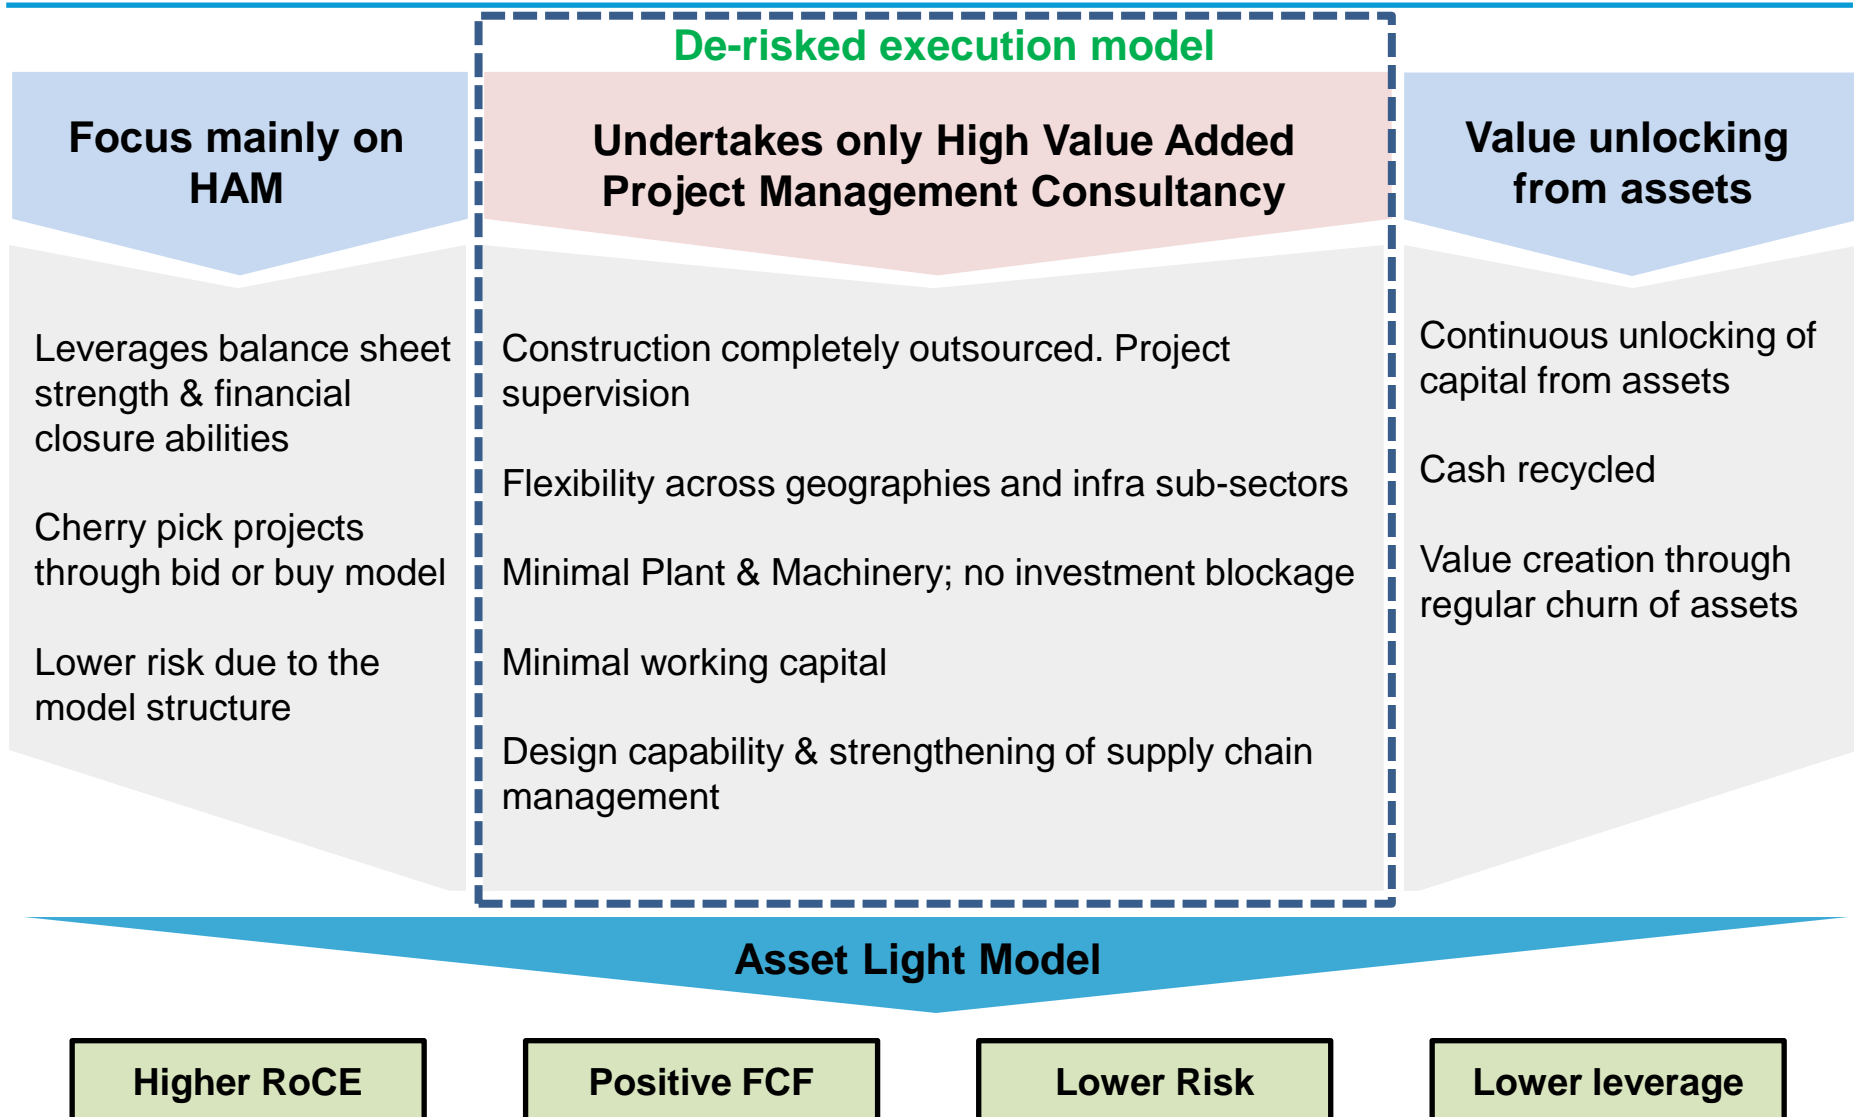 De-risked execution model
Focus mainly on
HAM
Leverages balance sheet
strength & financial
closure abilities
Cherry pick projects
through bid or buy model
Lower risk due to the
model structure
Undertakes only High Value Added
Project Management Consultancy
Construction completely outsourced. Project
supervision
Flexibility across geographies and infra sub-sectors
Minimal Plant & Machinery; no investment blockage
Minimal working capital
Design capability & strengthening of supply chain
management
Value unlocking
from assets
Continuous unlocking of
capital from assets
Cash recycled
Value creation through
regular churn of assets
Asset Light Model
Higher RoCE
Positive FCF
Lower Risk
Lower leverage